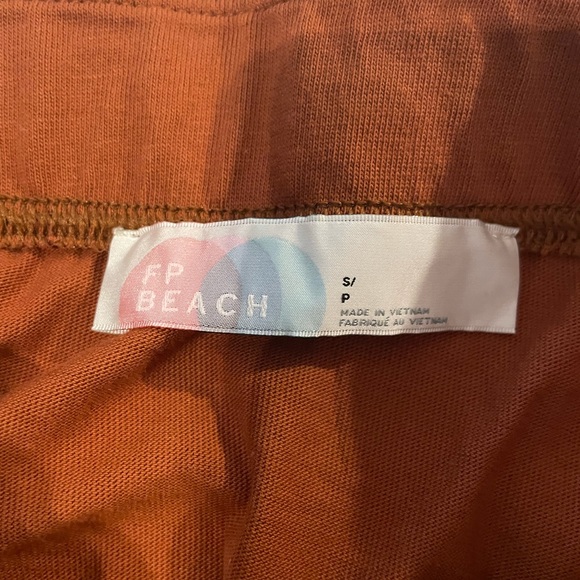 FP
BEACH
S/
P
MADE IN VIETNAM
FABRIQUÉ AU VIETNAM